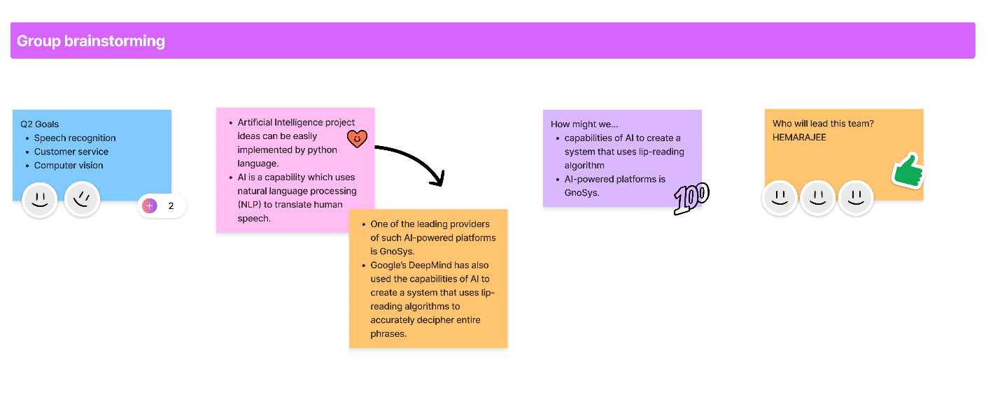 Group brainstorming
Q2 Goals
• Speech recognition
• Customer service
• Computer vision
2
• Artificial Intelligence project
ideas can be easily
implemented by python
language.
• AI is a capability which uses
natural language processing
(NLP) to translate human
speech.
• One of the leading providers
of such AI-powered platforms
is GnoSys.
• Google’s DeepMind has also
used the capabilities of AI to
create a system that uses lip-
reading algorithms to
accurately decipher entire
phrases.
How might we...
• capabilities of AI to create a
system that uses lip-reading
algorithm
• AI-powered platforms is
GnoSys.
100
Who will lead this team?
HEMARAJEE